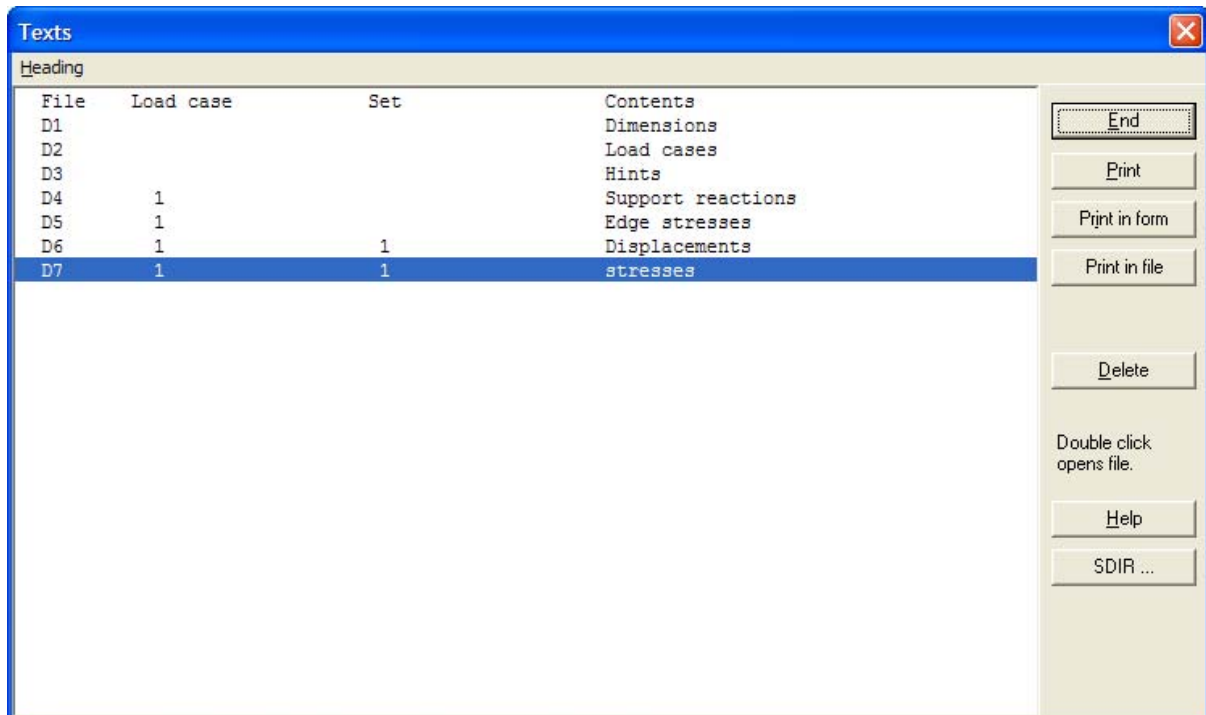 Texts
Heading
File Load case Set Contents
D1 Dimensions
D2 Load cases
D3 Hints
D4 1 Support reactions
D5 1 Edge stresses
D6 1 1 Displacements
D7 1 1 stresses
End
Print
Print in form
Print in file
Delete
Double click
opens file.
Help
SDIR ...